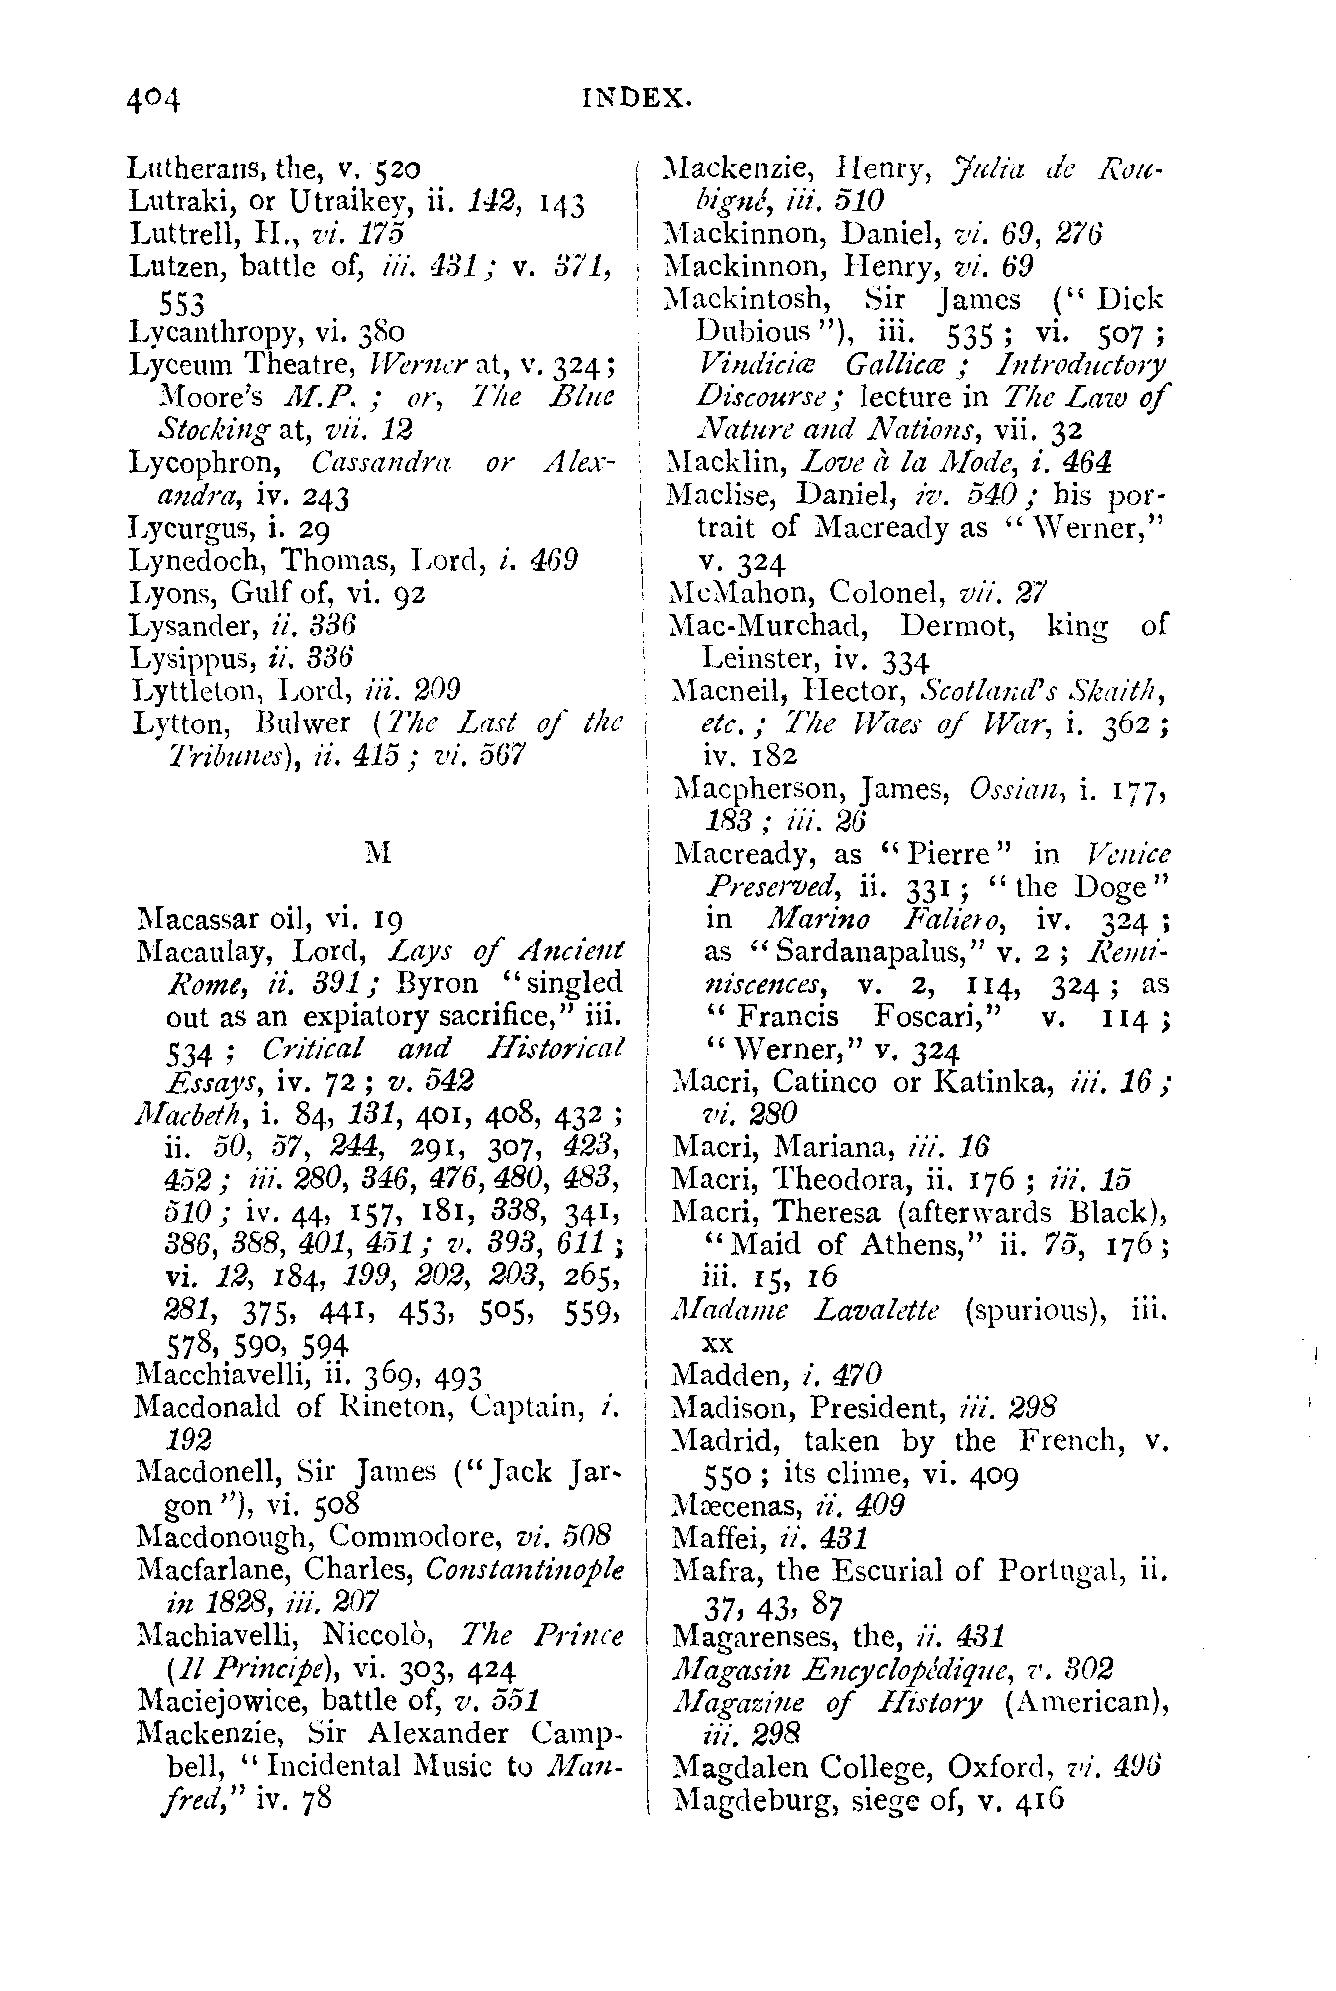 404 INDEX.
Lutherans, the, v. 520
Lutraki, or Utraikey, ii. 142, 143
Luttrell, H., vi. 175
Lutzen, battle of, iii. 431; v. 371,
553
Lycanthropy, vi. 380
Lyceum Theatre, Werner at, v. 324;
Moore's M.P. ; or, The Blue
Stocking at, vii. 12
Lycophron, Cassandra or Alex-
andra, iv. 243
Lycurgus, i. 29
Lynedoch, Thomas, Lord, i. 469
Lyons, Gulf of, vi. 92
Lysander, ii. 336
Lysippus, ii. 336
Lyttleton, Lord, iii. 209
Lytton, Bulwer (The Last of the
Tribunes), ii. 415; vi. 567
M
Macassar oil, vi. 19
Macaulay, Lord, Lays of Ancient
Rome, ii. 391; Byron "singled
out as an expiatory sacrifice," iii.
534 ; Critical and Historical
Essays, iv. 72 ; v. 542
Macbeth, i. 84, 131, 401, 408, 432 ;
ii. 50, 57, 244, 291, 307, 423,
452; iii. 280, 346, 476, 480, 483,
510; iv. 44, 157, 181, 338, 341,
386, 388, 401, 451; v. 393, 611 ;
vi. 12, 184, 199, 202, 203, 265,
281, 375, 441, 453, 505, 559,
578, 590, 594
Macchiavelli, ii. 369, 493
Macdonald of Rineton, Captain, i.
192
Macdonell, Sir James ("Jack Jar-
gon"), vi. 508
Macdonough, Commodore, vi. 508
Macfarlane, Charles, Constantinople
in 1828, iii. 207
Machiavelli, Niccolò, The Prince
(Il Principe), vi. 303, 424
Maciejowice, battle of, v. 551
Mackenzie, Sir Alexander Camp-
bell, "Incidental Music to Man-
fred," iv. 78
Mackenzie, Henry, Julia de Rou-
bigné, iii. 510
Mackinnon, Daniel, vi. 69, 276
Mackinnon, Henry, vi. 69
Mackintosh, Sir James ("Dick
Dubious"), iii. 535 ; vi. 507 ;
Vindiciæ Gallicæ ; Introductory
Discourse; lecture in The Law of
Nature and Nations, vii. 32
Macklin, Love à la Mode, i. 464
Maclise, Daniel, iv. 540 ; his por-
trait of Macready as "Werner,"
v. 324
McMahon, Colonel, vii. 27
Mac-Murchad, Dermot, king of
Leinster, iv. 334
Macneil, Hector, Scotland's Skaith,
etc. ; The Waes of War, i. 362 ;
iv. 182
Macpherson, James, Ossian, i. 177,
183 ; iii. 26
Macready, as "Pierre" in Venice
Preserved, ii. 331 ; "the Doge"
in Marino Faliero, iv. 324 ;
as "Sardanapalus," v. 2 ; Remi-
niscences, v. 2, 114, 324 ; as
"Francis Foscari," v. 114 ;
"Werner," v. 324
Macri, Catinco or Katinka, iii. 16 ;
vi. 280
Macri, Mariana, iii. 16
Macri, Theodora, ii. 176 ; iii. 15
Macri, Theresa (afterwards Black),
"Maid of Athens," ii. 75, 176;
iii. 15, 16
Madame Lavalette (spurious), iii.
xx
Madden, i. 470
Madison, President, iii. 298
Madrid, taken by the French, v.
550 ; its clime, vi. 409
Mæcenas, ii. 409
Maffei, ii. 431
Mafra, the Escurial of Portugal, ii.
37, 43, 87
Magarenses, the, ii. 431
Magasin Encyclopédique, v. 302
Magazine of History (American),
iii. 298
Magdalen College, Oxford, vi. 496
Magdeburg, siege of, v. 416